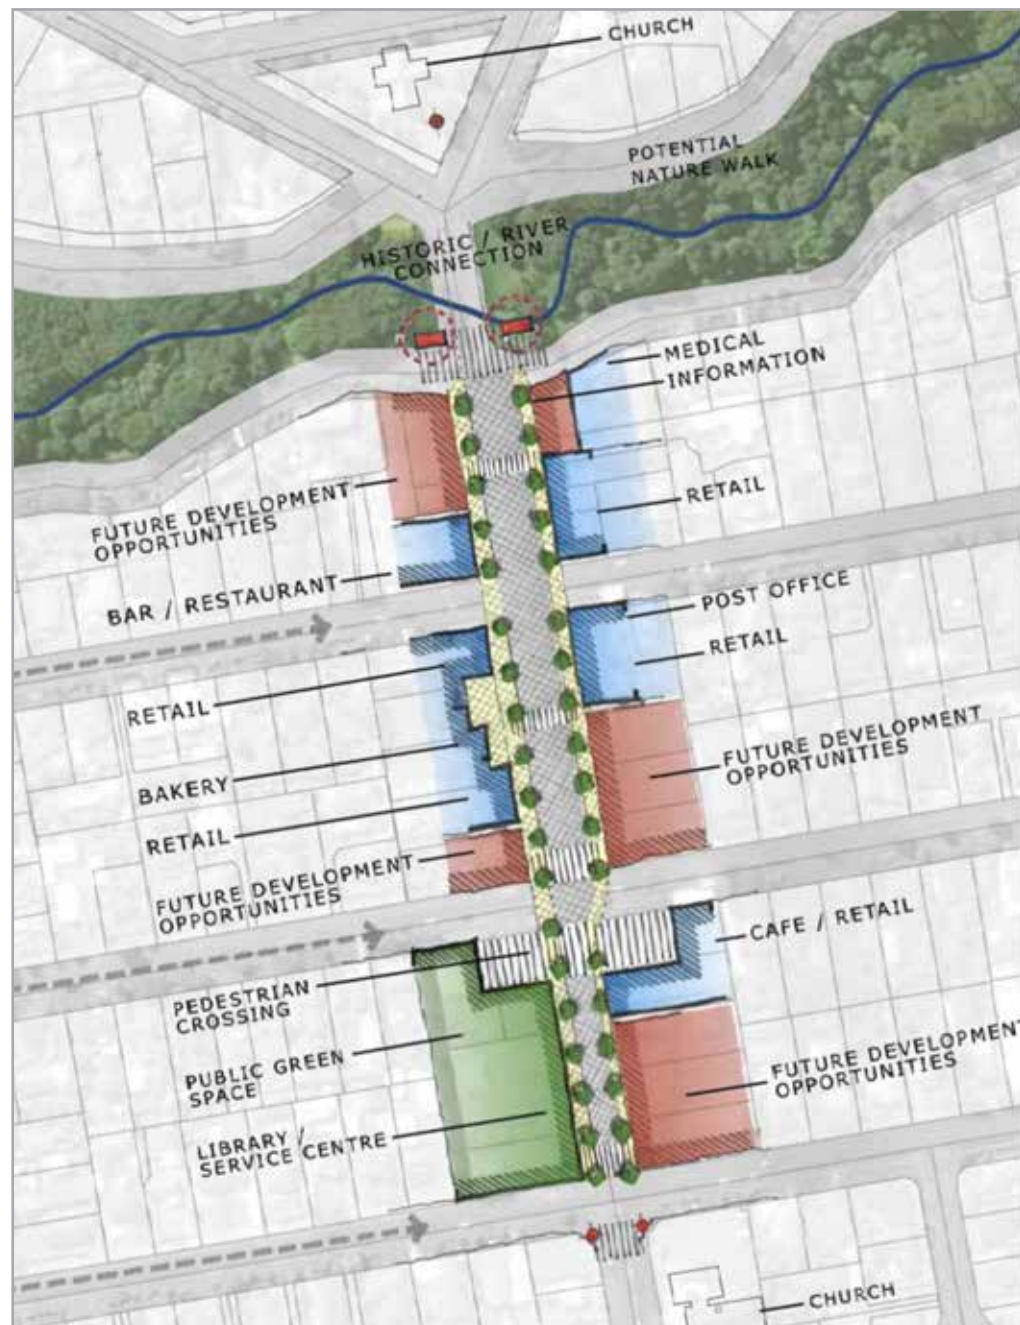 CHURCH
POTENTIAL
NATURE WALK
HISTORIC / RIVER
CONNECTION
MEDICAL
INFORMATION
FUTURE DEVELOPMENT
OPPORTUNITIES
RETAIL
BAR / RESTAURANT
POST OFFICE
RETAIL
RETAIL
BAKERY
FUTURE DEVELOPMENT
OPPORTUNITIES
RETAIL
FUTURE DEVELOPMENT
OPPORTUNITIES
CAFE / RETAIL
PEDESTRIAN
CROSSING
PUBLIC GREEN
SPACE
FUTURE DEVELOPMENT
OPPORTUNITIES
LIBRARY /
SERVICE CENTRE
CHURCH